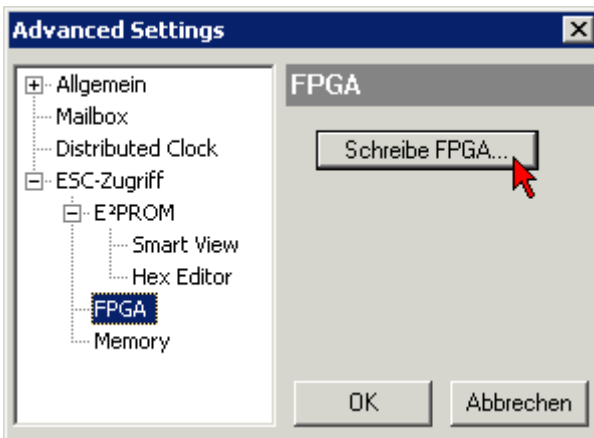 Advanced Settings
Allgemein
Mailbox
Distributed Clock
ESC-Zugriff
E²PROM
Smart View
Hex Editor
FPGA
Memory
FPGA
Schreibe FPGA...
OK
Abbrechen